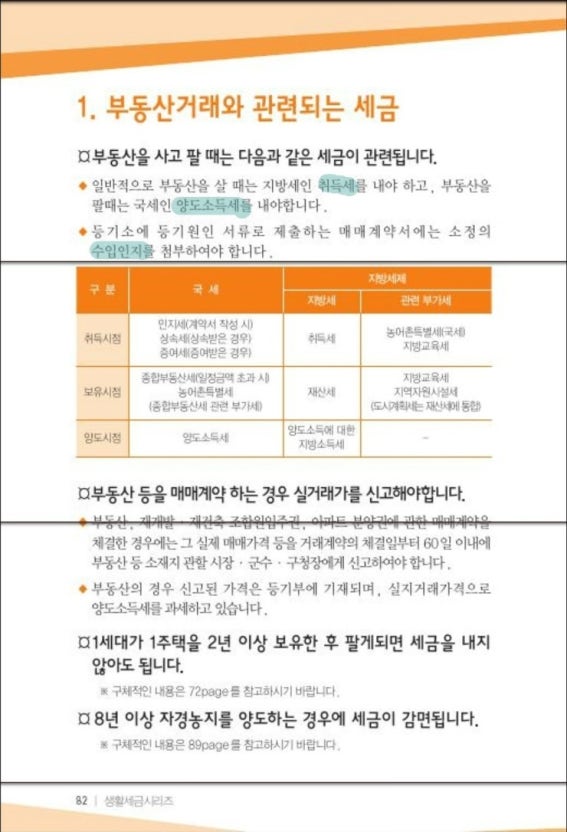 1. 부동산거래와 관련되는 세금
¤부동산을 사고 팔 때는 다음과 같은 세금이 관련됩니다.
◆ 일반적으로 부동산을 살 때는 지방세인 취득세를 내야 하고, 부동산을
팔때는 국세인 양도소득세를 내야합니다.
◆ 등기소에 등기원인 서류로 제출하는 매매계약서에는 소정의
수입인지를 첨부하여야 합니다.
구 분 국 세 지방세제
지방세 관련 부가세
취득시점 인지세(계약서 작성 시)
상속세(상속받은 경우)
증여세(증여받은 경우) 취득세 농어촌특별세(국세)
지방교육세
보유시점 종합부동산세(일정금액 초과 시)
농어촌특별세
(종합부동산세 관련 부가세) 재산세 지방교육세
지역자원시설세
(도시계획세는 재산세에 통합)
양도시점 양도소득세 양도소득에 대한
지방소득세 -
¤부동산 등을 매매계약 하는 경우 실거래가를 신고해야합니다.
◆ 부동산, 재개발·재건축 조합원입주권, 아파트 분양권에 관한 매매계약을
체결한 경우에는 그 실제 매매가격 등을 거래계약의 체결일부터 60일 이내에
부동산 등 소재지 관할 시장·군수·구청장에게 신고하여야 합니다.
◆ 부동산의 경우 신고된 가격은 등기부에 기재되며, 실지거래가격으로
양도소득세를 과세하고 있습니다.
¤1세대가 1주택을 2년 이상 보유한 후 팔게되면 세금을 내지
않아도 됩니다.
※ 구체적인 내용은 72page를 참고하시기 바랍니다.
¤8년 이상 자경농지를 양도하는 경우에 세금이 감면됩니다.
※ 구체적인 내용은 89page를 참고하시기 바랍니다.
82 | 생활세금시리즈